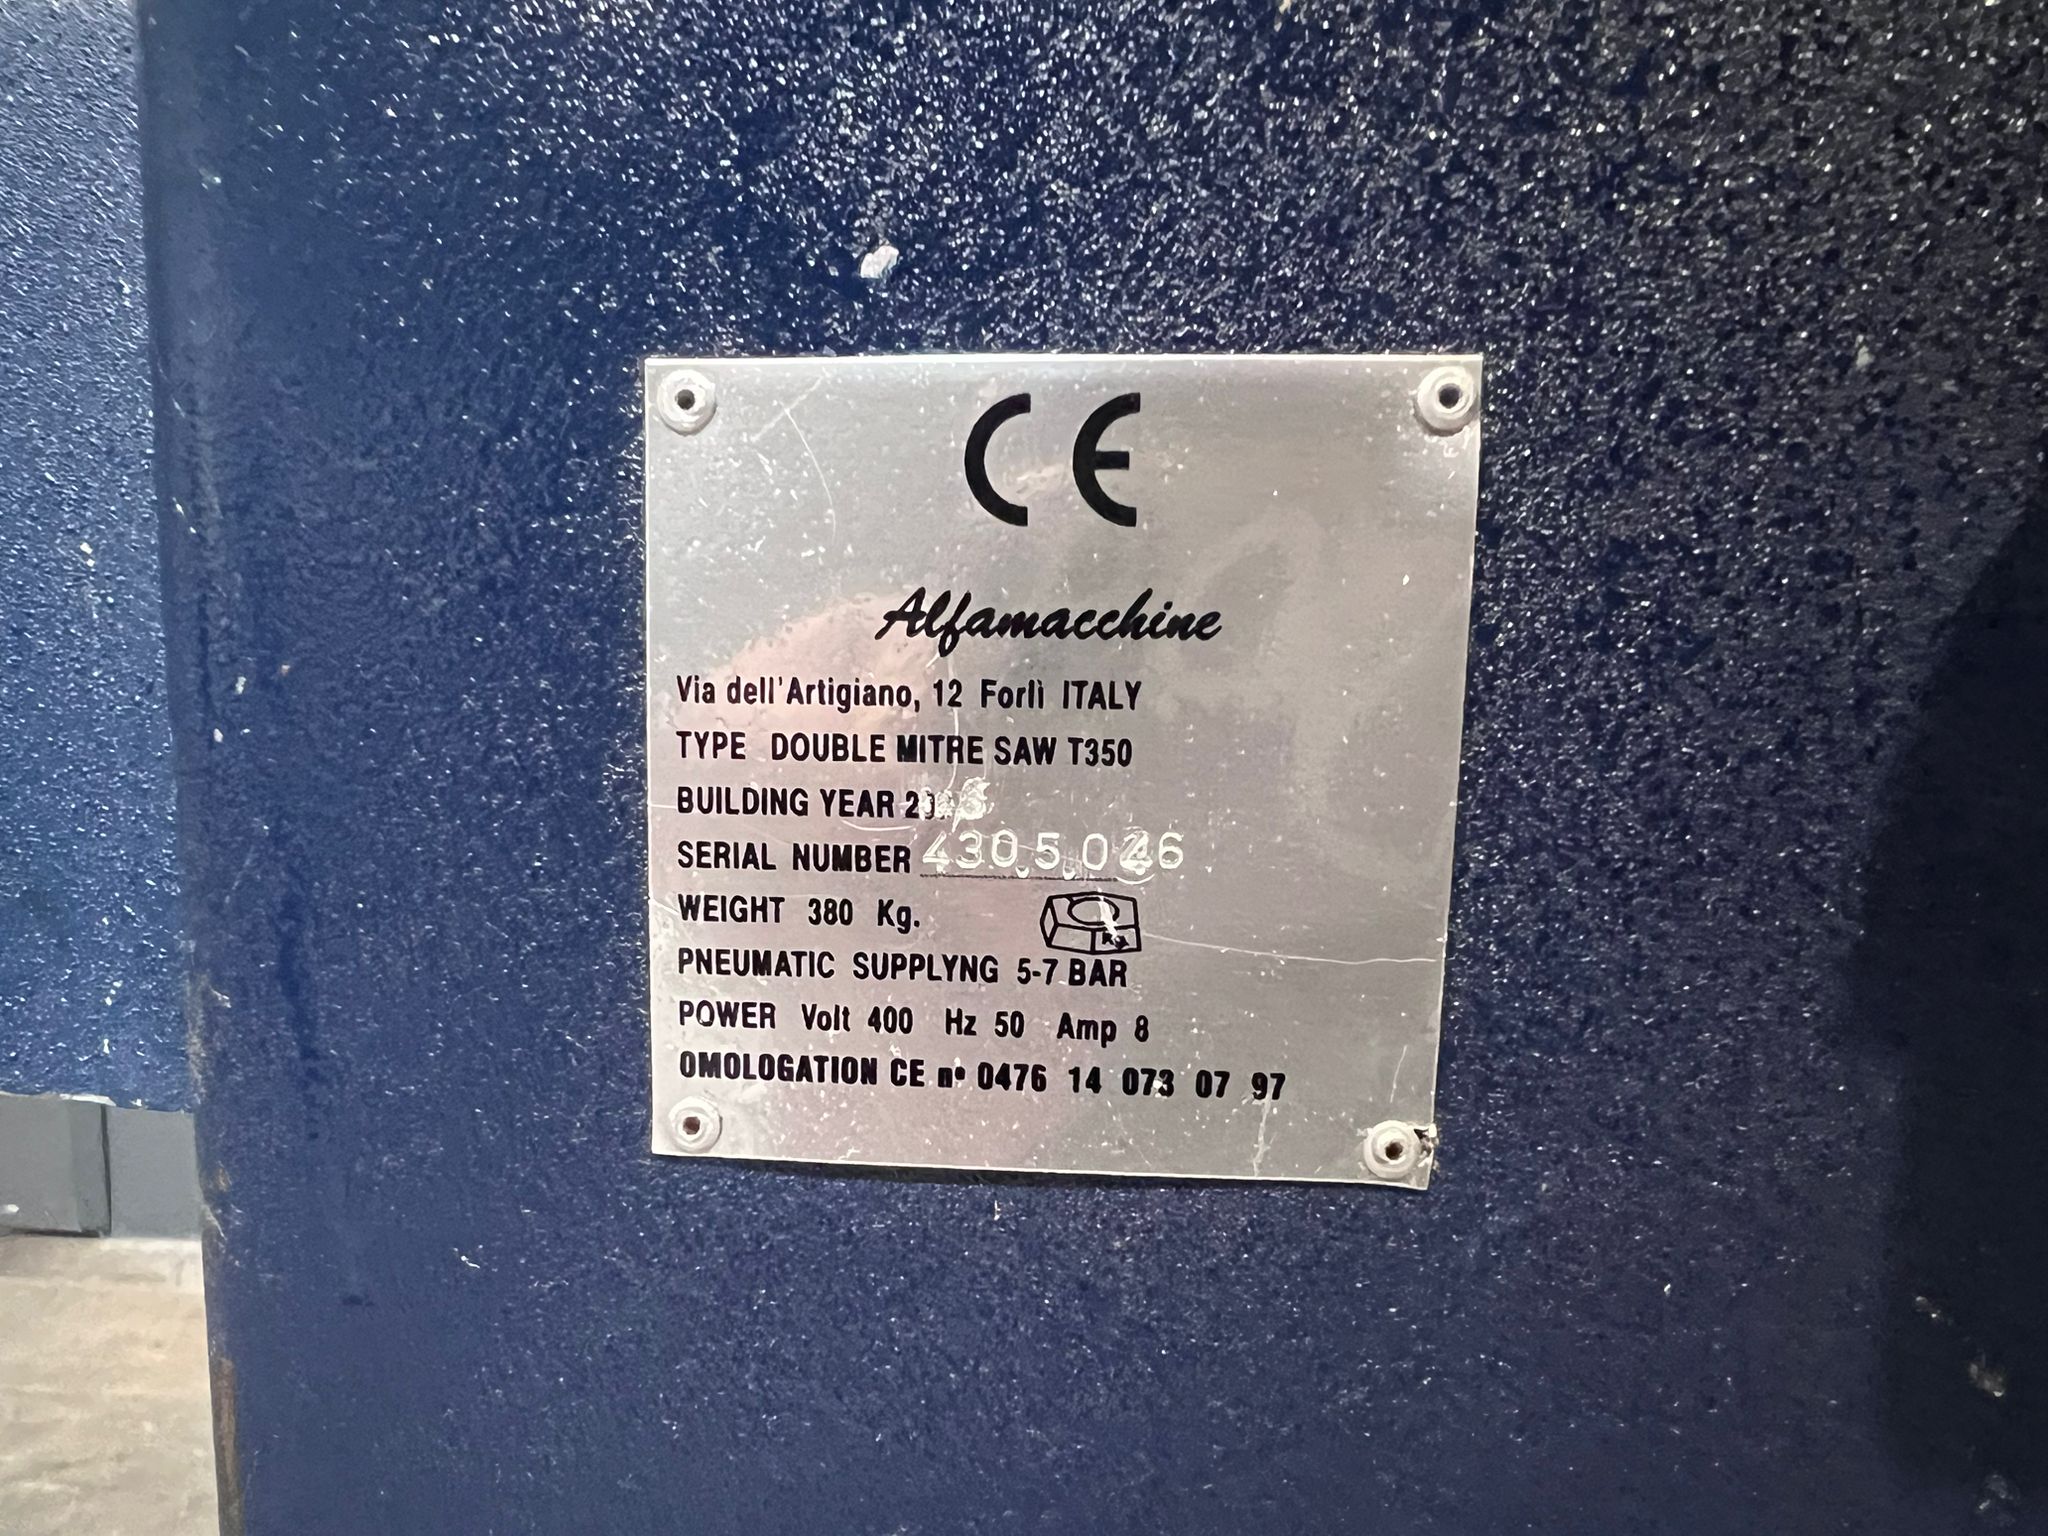 CE
Alfamacchine
Via dell'Artigiano, 12 Forlì ITALY
TYPE DOUBLE MITRE SAW T350
BUILDING YEAR
SERIAL NUMBER
WEIGHT 380 Kg.
Kg
PNEUMATIC SUPPLYNG 5-7 BAR
POWER Volt 400 Hz 50 Amp 8
OMOLOGATION CE n° 0476 14 073 07 97